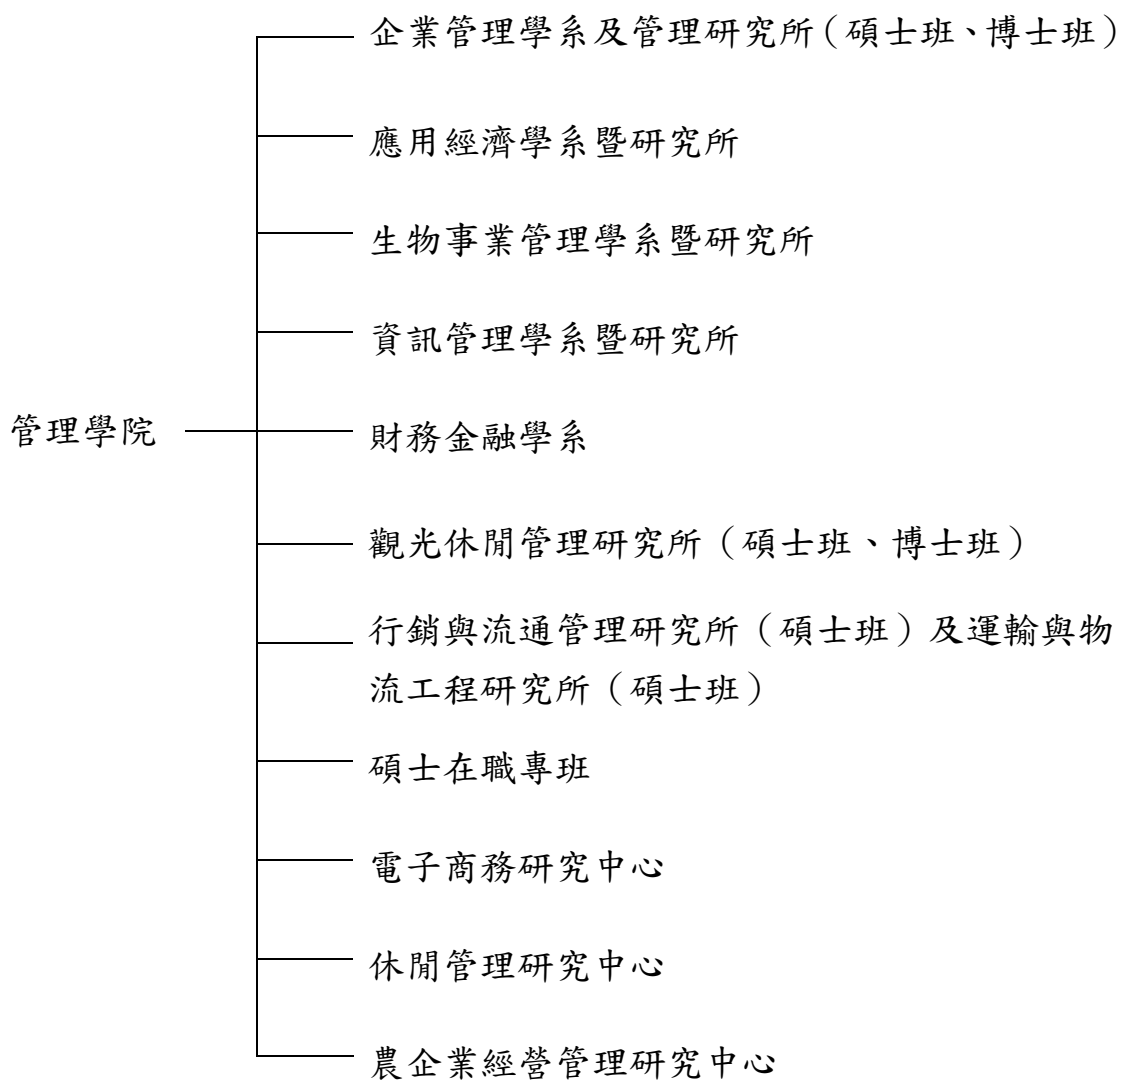 企業管理學系及管理研究所（碩士班、博士班）
應用經濟學系暨研究所
生物事業管理學系暨研究所
資訊管理學系暨研究所
管理學院
財務金融學系
觀光休閒管理研究所（碩士班、博士班）
行銷與流通管理研究所（碩士班）及運輸與物
流工程研究所（碩士班）
碩士在職專班
電子商務研究中心
休閒管理研究中心
農企業經營管理研究中心